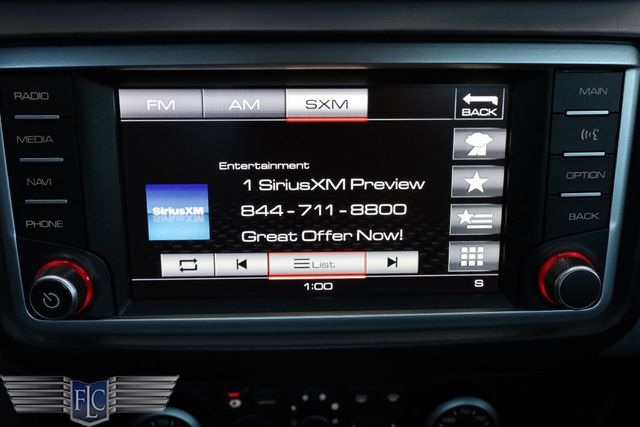 FM AM SXM
BACK
RADIO
MEDIA
NAVI
PHONE
MAIN
OPTION
BACK
Entertainment
1 SiriusXM Preview
844-711-8800
Great Offer Now!
SiriusXM
List
1:00 S
FLC